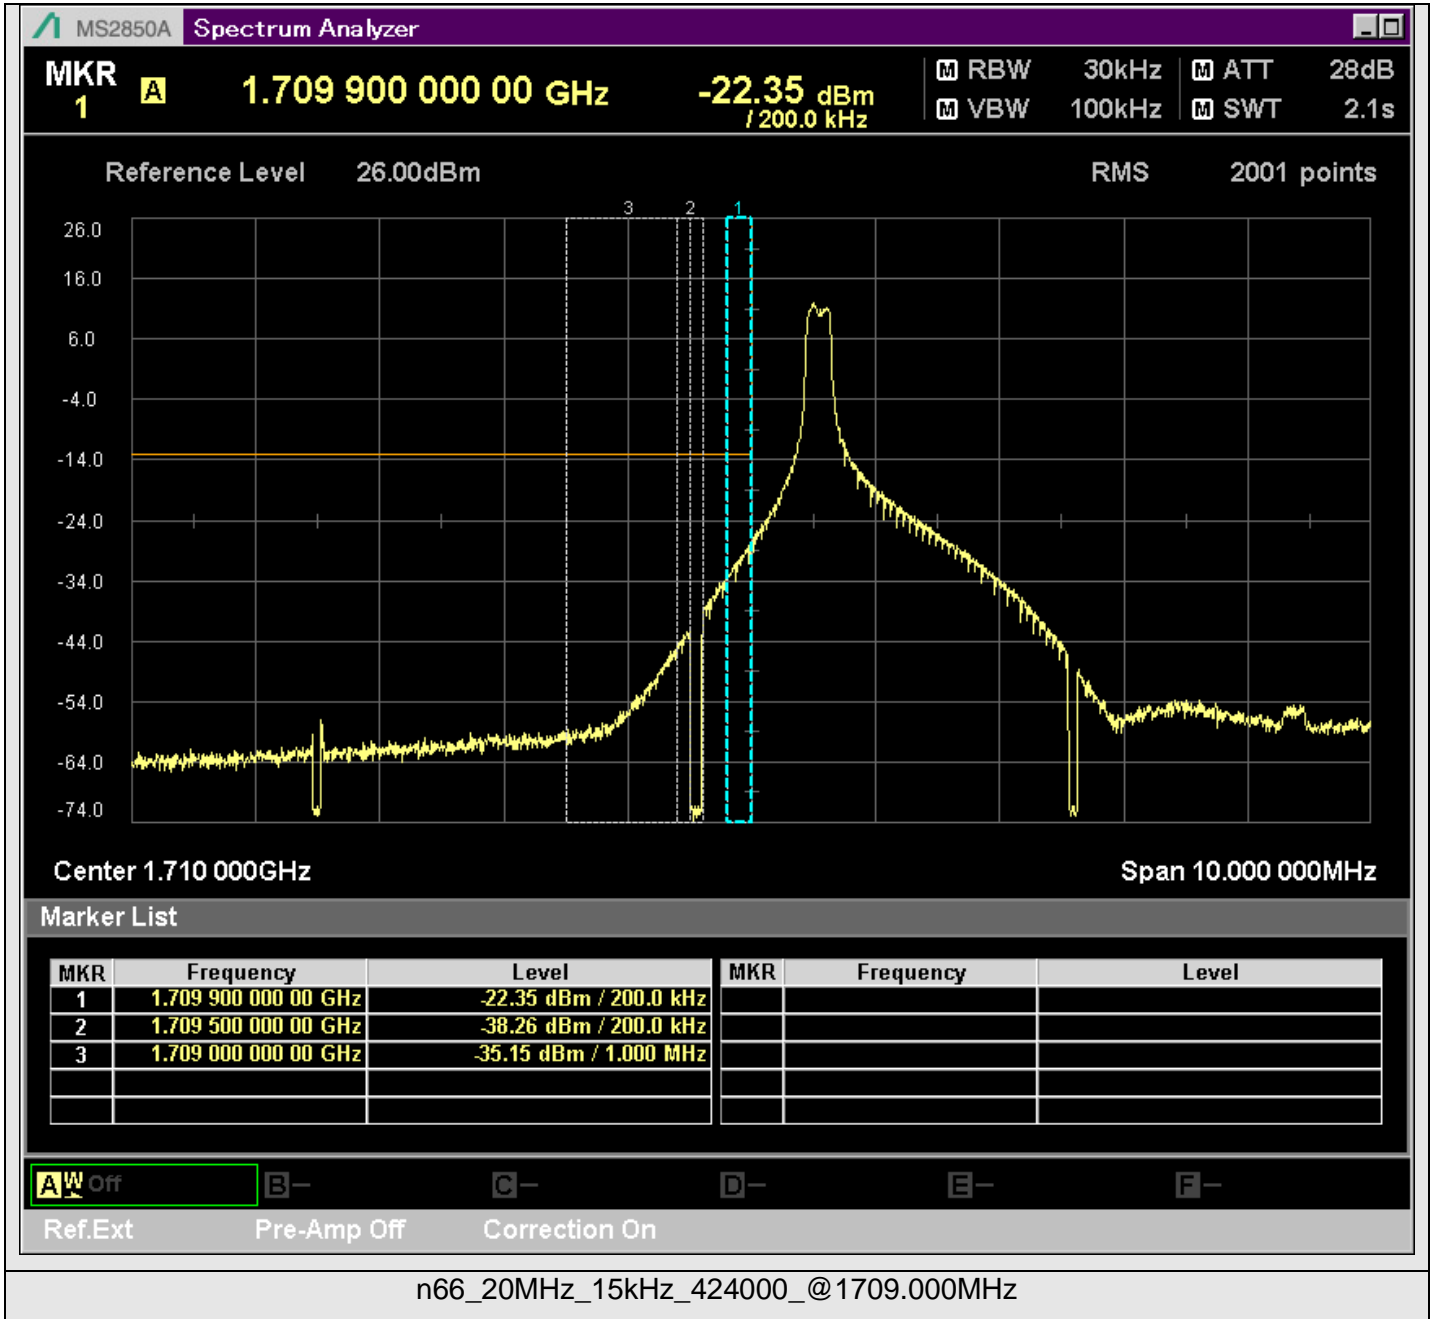 MS2850A Spectrum Analyzer
MKR 1 A 1.709 900 000 00 GHz -22.35 dBm / 200.0 kHz
M RBW 30kHz M ATT 28dB
M VBW 100kHz M SWT 2.1s
Reference Level 26.00dBm RMS 2001 points
3 2 1
26.0
16.0
6.0
-4.0
-14.0
-24.0
-34.0
-44.0
-54.0
-64.0
-74.0
Center 1.710 000GHz Span 10.000 000MHz
Marker List
MKR Frequency Level MKR Frequency Level
1 1.709 900 000 00 GHz -22.35 dBm / 200.0 kHz
2 1.709 500 000 00 GHz -38.26 dBm / 200.0 kHz
3 1.709 000 000 00 GHz -35.15 dBm / 1.000 MHz
A W Off B- C- D- E- F-
Ref.Ext Pre-Amp Off Correction On
n66_20MHz_15kHz_424000_@1709.000MHz